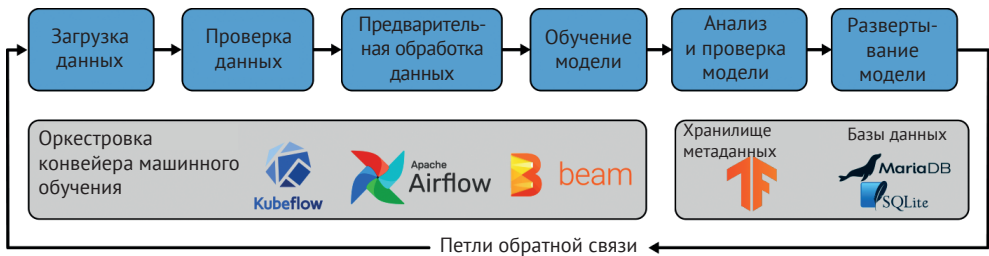 Загрузка
данных
Проверка
данных
Предваритель-
ная обработка
данных
Обучение
модели
Анализ
и проверка
модели
Разверты-
вание
модели
Оркестровка
конвейера машинного
обучения
Kubeflow
Apache
Airflow
beam
Хранилище
метаданных
Базы данных
MariaDB
SQLite
Петли обратной связи